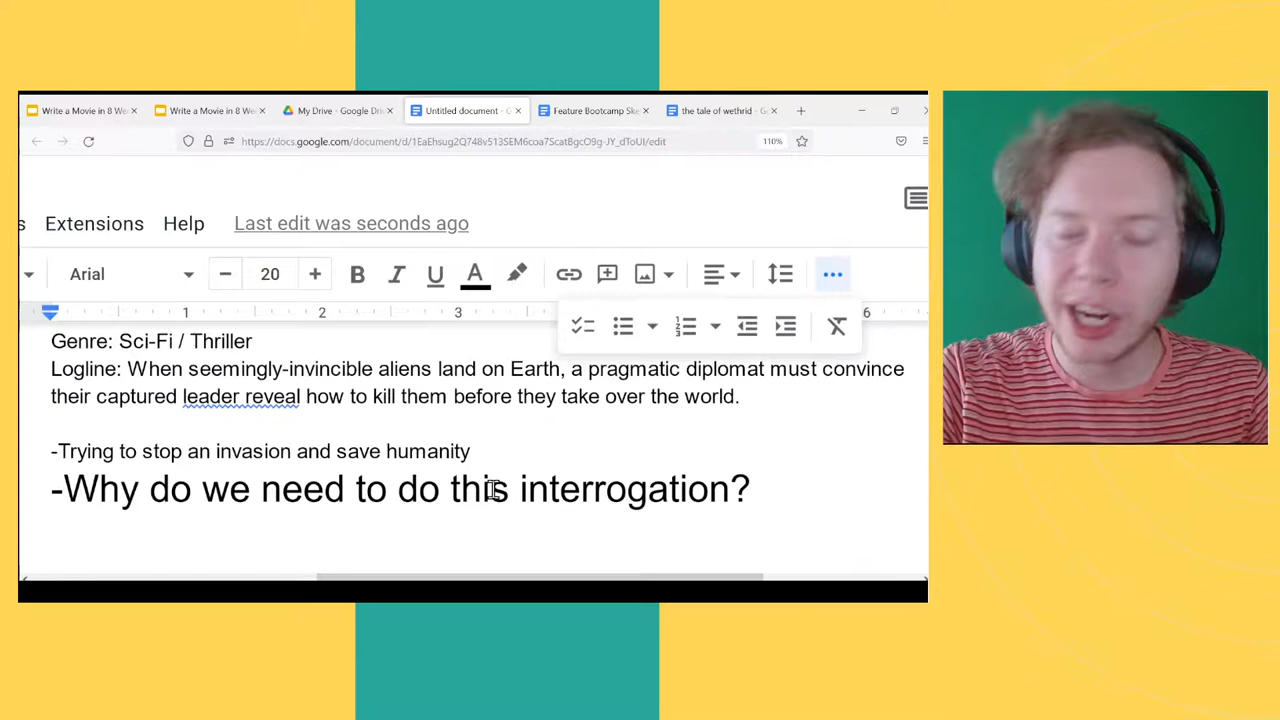 Write a Movie in 8 We
Write a Movie in 8 We
My Drive - Google Dri
Untitled document - G
Feature Bootcamp Ske
the tale of wethrid - Go
https://docs.google.com/document/d/1EaEhsug2Q748v513SEM6coa7ScatBgcO9g-JY_dToUI/edit
110%
s Extensions Help Last edit was seconds ago
Arial 20 B I U A
1 2 3 6
Genre: Sci-Fi / Thriller
Logline: When seemingly-invincible aliens land on Earth, a pragmatic diplomat must convince
their captured leader reveal how to kill them before they take over the world.
-Trying to stop an invasion and save humanity
-Why do we need to do this interrogation?